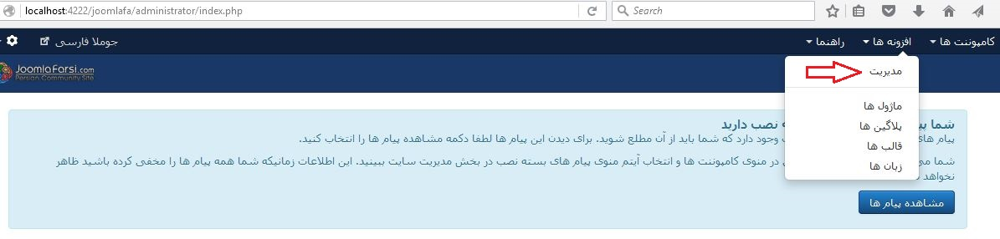 localhost:4222/joomlafa/administrator/index.php
Search
کامپوننت ها افزونه ها راهنما جوملا فارسی
JoomlaFarsi.com
Persian Community Site
مدیریت
ماژول ها
پلاگین ها
قالب ها
زبان ها
شما نصب دارید
پیام های وجود دارد که شما باید از آن مطلع شوید. برای دیدن این پیام ها لطفا دکمه مشاهده پیام ها را انتخاب کنید.
شما در منوی کامپوننت ها و انتخاب آیتم منوی پیام های بسته نصب در بخش مدیریت سایت ببینید. این اطلاعات زمانیکه شما همه پیام ها را مخفی کرده باشید ظاهر
نخواهد
مشاهده پیام ها